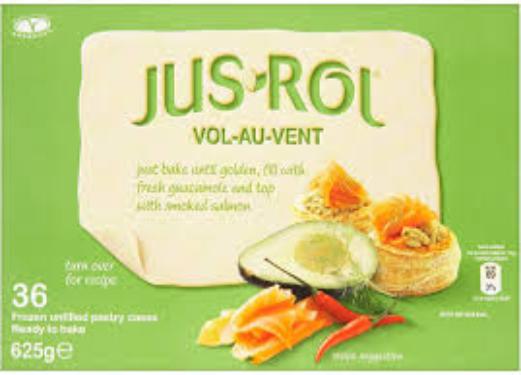 JUS-ROL
VOL-AU-VENT
just bake until golden, fill with
fresh guacamole and top
with smoked salmon
turn over
for recipe
36
Frozen unfilled pastry cases
Ready to bake
625g℮